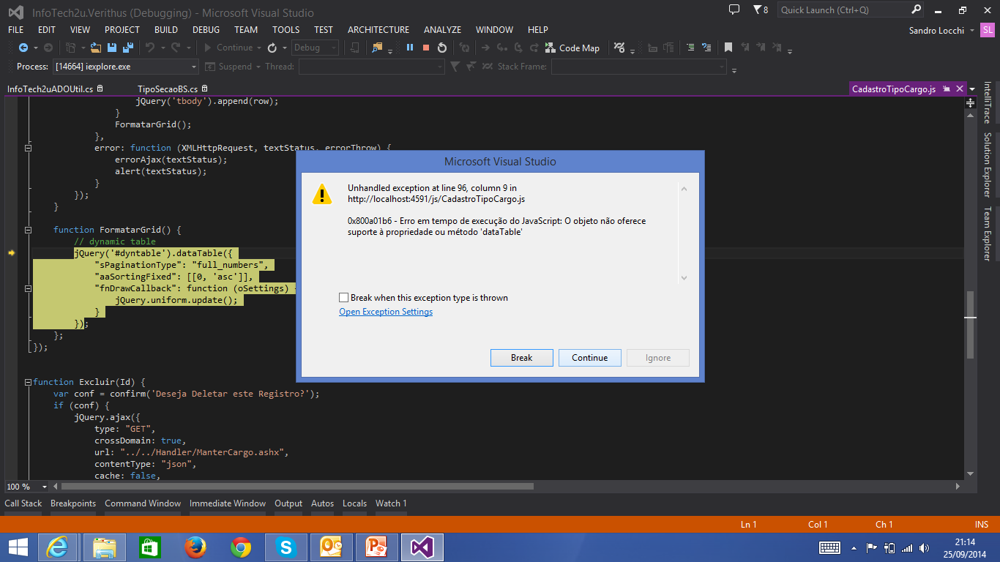 InfoTech2u.Verithus (Debugging) - Microsoft Visual Studio
8
Quick Launch (Ctrl+Q)
FILE EDIT VIEW PROJECT BUILD DEBUG TEAM TOOLS TEST ARCHITECTURE ANALYZE WINDOW HELP
Sandro Locchi
SL
Continue
Debug
Code Map
Process: [14664] iexplore.exe
Suspend
Thread:
Stack Frame:
InfoTech2uADOUtil.cs
TipoSecaoBS.cs
CadastroTipoCargo.js
jQuery('tbody').append(row);
}
FormatarGrid();
},
error: function (XMLHttpRequest, textStatus, errorThrow) {
errorAjax(textStatus);
alert(textStatus);
}
});
}
function FormatarGrid() {
// dynamic table
jQuery('#dyntable').dataTable({
"sPaginationType": "full_numbers",
"aaSortingFixed": [[0, 'asc']],
"fnDrawCallback": function (oSettings)
jQuery.uniform.update();
}
});
};
});
function Excluir(Id) {
var conf = confirm('Deseja Deletar este Registro?');
if (conf) {
jQuery.ajax({
type: "GET",
crossDomain: true,
url: "../../Handler/ManterCargo.ashx",
contentType: "json",
cache: false,
Microsoft Visual Studio
Unhandled exception at line 96, column 9 in
http://localhost:4591/js/CadastroTipoCargo.js
0x800a01b6 - Erro em tempo de execução do JavaScript: O objeto não oferece
suporte à propriedade ou método 'dataTable'
Break when this exception type is thrown
Open Exception Settings
Break
Continue
Ignore
IntelliTrace
Solution Explorer
Team Explorer
100 %
Call Stack Breakpoints Command Window Immediate Window Output Autos Locals Watch 1
Ln 1 Col 1 Ch 1 INS
21:14
25/09/2014